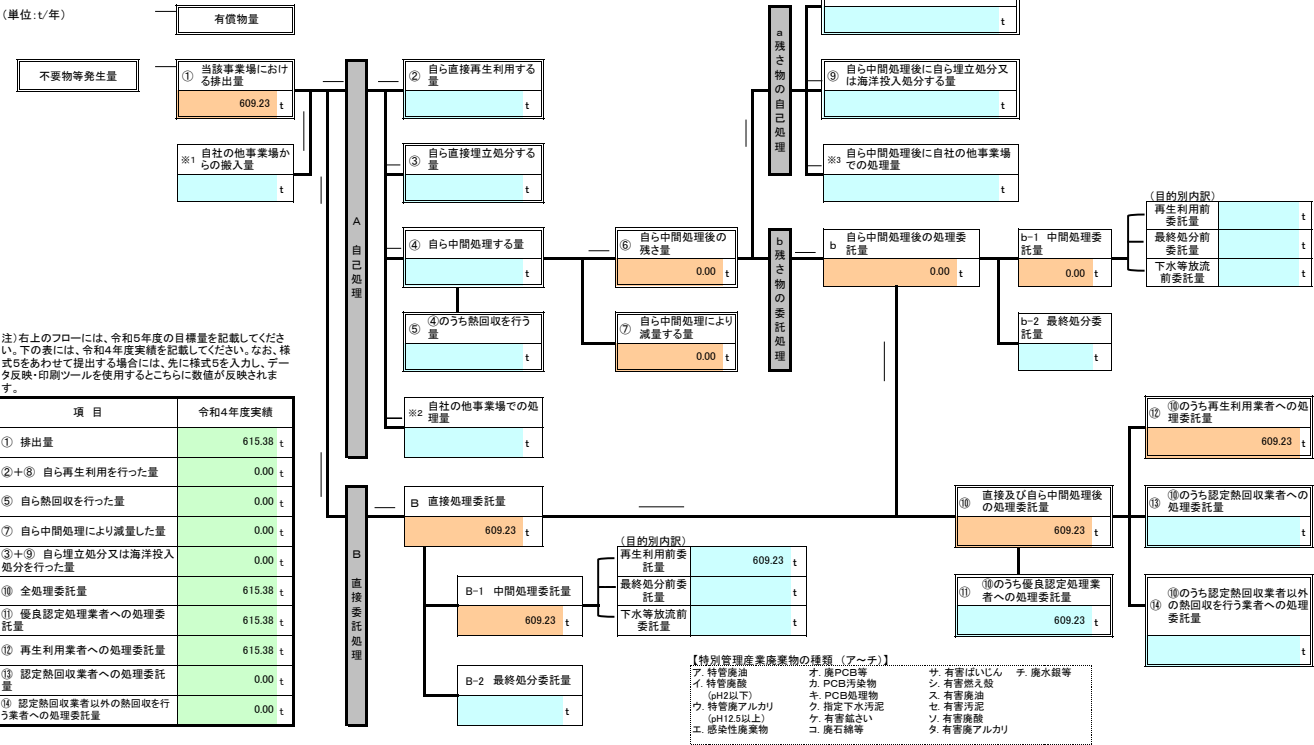 (単位:t/年)
有償物量
不要物等発生量
① 当該事業場におけ
る排出量
609.23 t
※1 自社の他事業場か
らの搬入量
t
A 自己処理
② 自ら直接再生利用する
量
t
③ 自ら直接埋立処分する
量
t
④ 自ら中間処理する量
t
⑤ ④のうち熱回収を行う
量
t
※2 自社の他事業場での処
理量
t
⑥ 自ら中間処理後の
残さ量
0.00 t
⑦ 自ら中間処理により
減量する量
0.00 t
a 残さ物の自己処理
t
⑨ 自ら中間処理後に自ら埋立処分又
は海洋投入処分する量
t
※3 自ら中間処理後に自社の他事業場
での処理量
t
b 残さ物の委託処理
b 自ら中間処理後の処理委
託量
0.00 t
b-1 中間処理委
託量
0.00 t
b-2 最終処分委
託量
t
(目的別内訳)
再生利用前
委託量
t
最終処分前
委託量
t
下水等放流
前委託量
t
注)右上のフローには、令和5年度の目標量を記載してくださ
い。下の表には、令和4年度実績を記載してください。なお、様
式5をあわせて提出する場合には、先に様式5を入力し、デー
タ反映・印刷ツールを使用するとこちらに数値が反映されま
す。
項 目 令和4年度実績
① 排出量 615.38 t
②+⑧ 自ら再生利用を行った量 0.00 t
⑤ 自ら熱回収を行った量 0.00 t
⑦ 自ら中間処理により減量した量 0.00 t
③+⑨ 自ら埋立処分又は海洋投入
処分を行った量 0.00 t
⑩ 全処理委託量 615.38 t
⑪ 優良認定処理業者への処理委
託量 615.38 t
⑫ 再生利用業者への処理委託量 615.38 t
⑬ 認定熱回収業者への処理委託
量 0.00 t
⑭ 認定熱回収業者以外の熱回収を行
う業者への処理委託量 0.00 t
B 直接委託処理
B 直接処理委託量
609.23 t
B-1 中間処理委託量
609.23 t
B-2 最終処分委託量
t
(目的別内訳)
再生利用前委
託量 609.23 t
最終処分前委
託量 t
下水等放流前
委託量 t
⑩ 直接及び自ら中間処理後
の処理委託量
609.23 t
⑪ ⑩のうち優良認定処理業
者への処理委託量
609.23 t
⑫ ⑩のうち再生利用業者への処
理委託量
609.23 t
⑬ ⑩のうち認定熱回収業者への処
理委託量
t
⑭ ⑩のうち認定熱回収業者以外
の熱回収を行う業者への処理
委託量
t
【特別管理産業廃棄物の種類 (ア~チ)】
ア. 特管廃油 オ. 廃PCB等 サ. 有害ばいじん チ. 廃水銀等
イ. 特管廃酸 カ. PCB汚染物 シ. 有害燃え殻
(pH2以下) キ. PCB処理物 ス. 有害廃油
ウ. 特管廃アルカリ ク. 指定下水汚泥 セ. 有害汚泥
(pH12.5以上) ケ. 有害鉱さい ソ. 有害廃酸
エ. 感染性廃棄物 コ. 廃石綿等 タ. 有害廃アルカリ